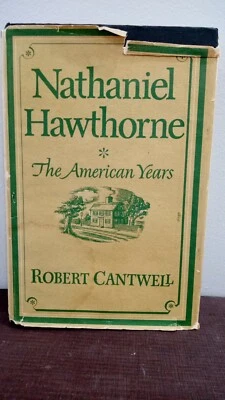 Nathaniel
Hawthorne
*
The American Years
ROBERT CANTWELL